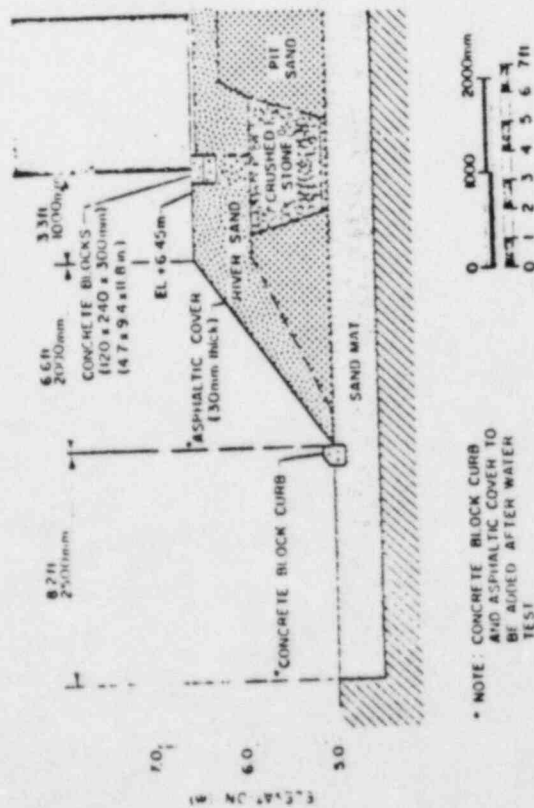 8.2ft
2500mm
6.6ft
2000mm
3.3ft
1000mm
CONCRETE BLOCKS
(120 x 240 x 300mm)
(4.7 x 9.4 x 11.8 in)
EL +6.45m
*ASPHALTIC COVER
(30mm thick)
RIVER SAND
PIT
SAND
CRUSHED
STONE
*CONCRETE BLOCK CURB
SAND MAT
7.0
6.0
5.0
ELEVATION (M)
* NOTE: CONCRETE BLOCK CURB
AND ASPHALTIC COVER TO
BE ADDED AFTER WATER
TEST
0 1000 2000mm
0 1 2 3 4 5 6 7ft